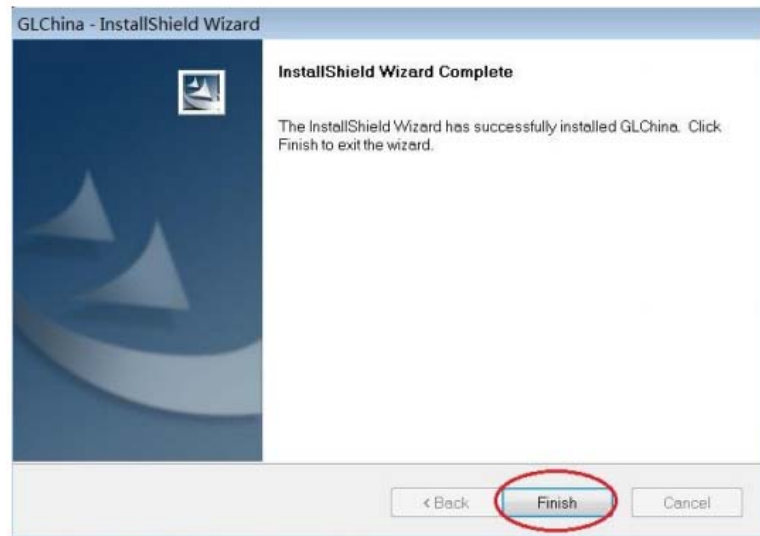 GLChina - InstallShield Wizard
InstallShield Wizard Complete
The InstallShield Wizard has successfully installed GLChina. Click
Finish to exit the wizard.
< Back
Finish
Cancel